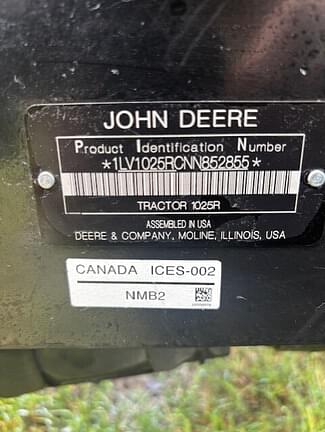 JOHN DEERE
Product Identification Number
*1LV1025RCNN852855*
TRACTOR 1025R
ASSEMBLED IN USA
DEERE & COMPANY, MOLINE, ILLINOIS, USA
CANADA ICES-002
NMB2